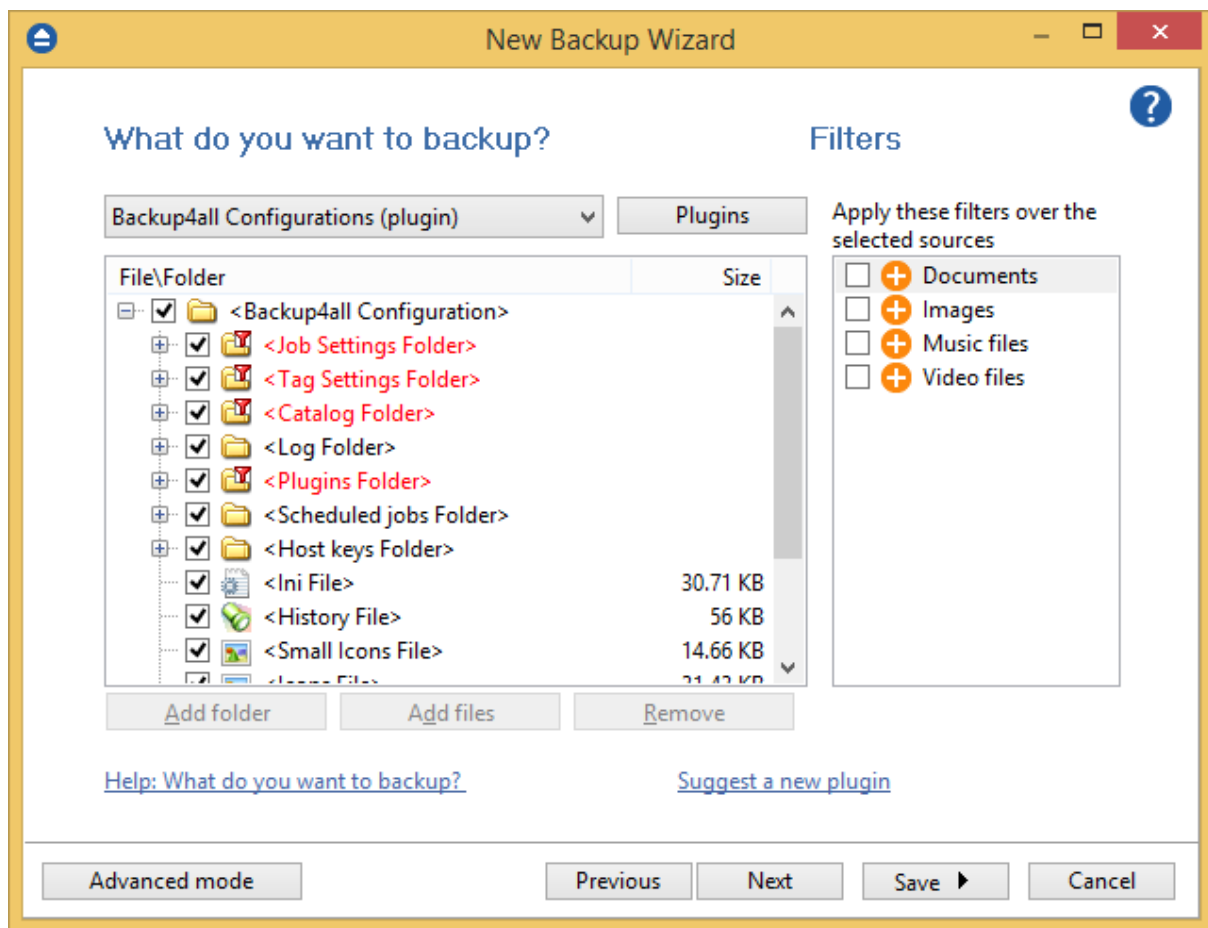 New Backup Wizard
What do you want to backup?
Filters
Backup4all Configurations (plugin)
Plugins
Apply these filters over the
selected sources
File\Folder Size
<Backup4all Configuration>
<Job Settings Folder>
<Tag Settings Folder>
<Catalog Folder>
<Log Folder>
<Plugins Folder>
<Scheduled jobs Folder>
<Host keys Folder>
<Ini File> 30.71 KB
<History File> 56 KB
<Small Icons File> 14.66 KB
Documents
Images
Music files
Video files
Add folder
Add files
Remove
Help: What do you want to backup?
Suggest a new plugin
Advanced mode
Previous
Next
Save
Cancel